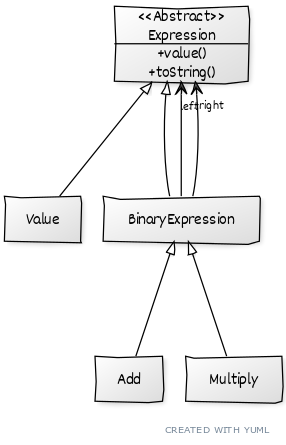 <<Abstract>>
Expression
+value()
+toString()
left
right
Value
BinaryExpression
Add
Multiply
CREATED WITH YUML